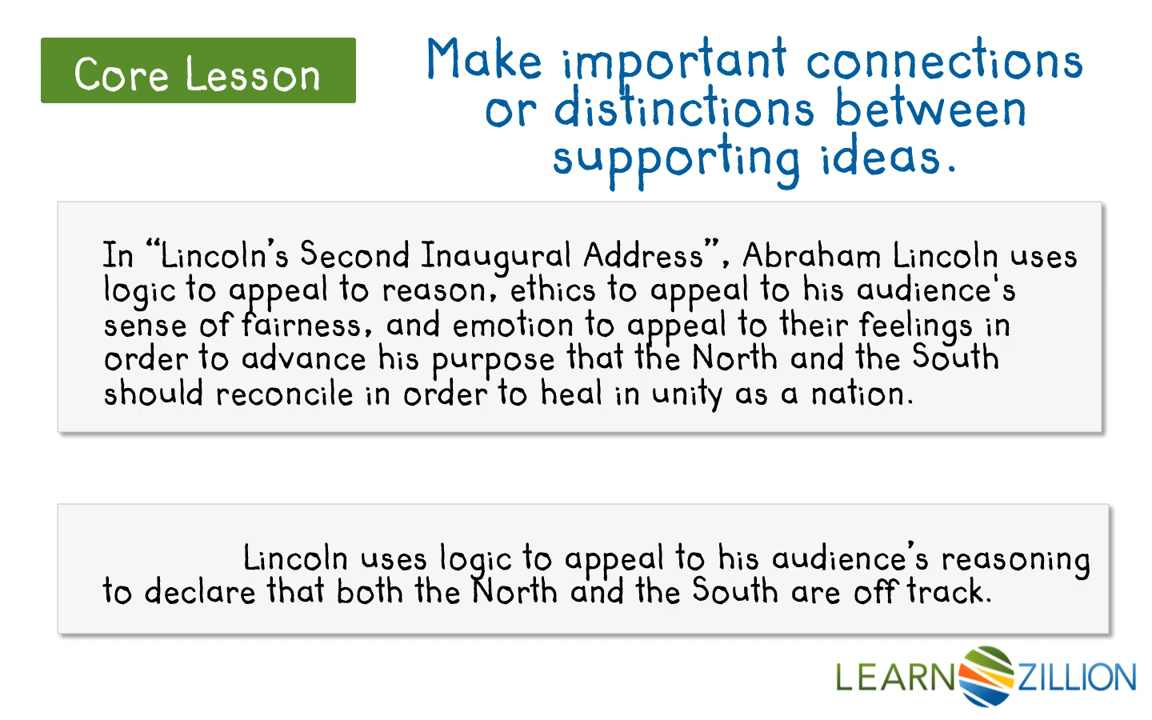 Core Lesson
Make important connections
or distinctions between
supporting ideas.
In “Lincoln’s Second Inaugural Address”, Abraham Lincoln uses
logic to appeal to reason, ethics to appeal to his audience's
sense of fairness, and emotion to appeal to their feelings in
order to advance his purpose that the North and the South
should reconcile in order to heal in unity as a nation.
Lincoln uses logic to appeal to his audience’s reasoning
to declare that both the North and the South are off track.
LEARN ZILLION